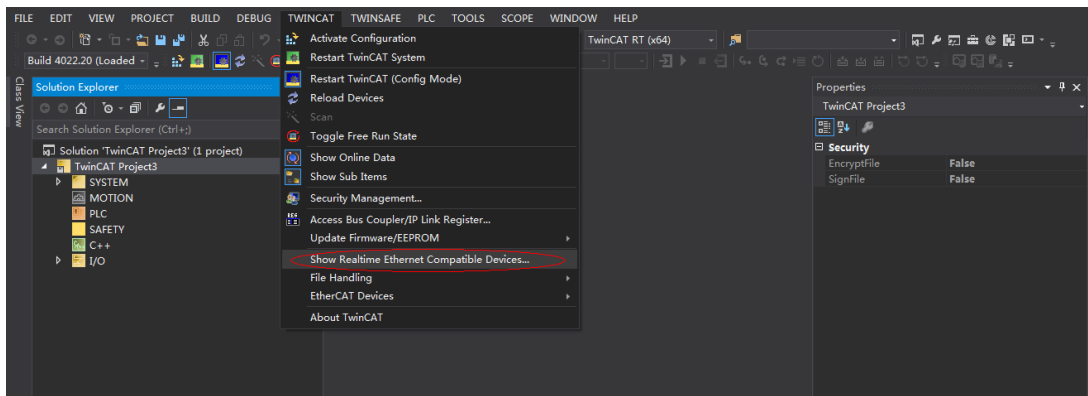 FILE EDIT VIEW PROJECT BUILD DEBUG TWINCAT TWINSAFE PLC TOOLS SCOPE WINDOW HELP
TwinCAT RT (x64)
Build 4022.20 (Loaded
Class View
Solution Explorer
Search Solution Explorer (Ctrl+;)
Solution 'TwinCAT Project3' (1 project)
TwinCAT Project3
SYSTEM
MOTION
PLC
SAFETY
C++
I/O
Activate Configuration
Restart TwinCAT System
Restart TwinCAT (Config Mode)
Reload Devices
Scan
Toggle Free Run State
Show Online Data
Show Sub Items
Security Management...
Access Bus Coupler/IP Link Register...
Update Firmware/EEPROM
Show Realtime Ethernet Compatible Devices...
File Handling
EtherCAT Devices
About TwinCAT
Properties
TwinCAT Project3
Security
EncryptFile False
SignFile False